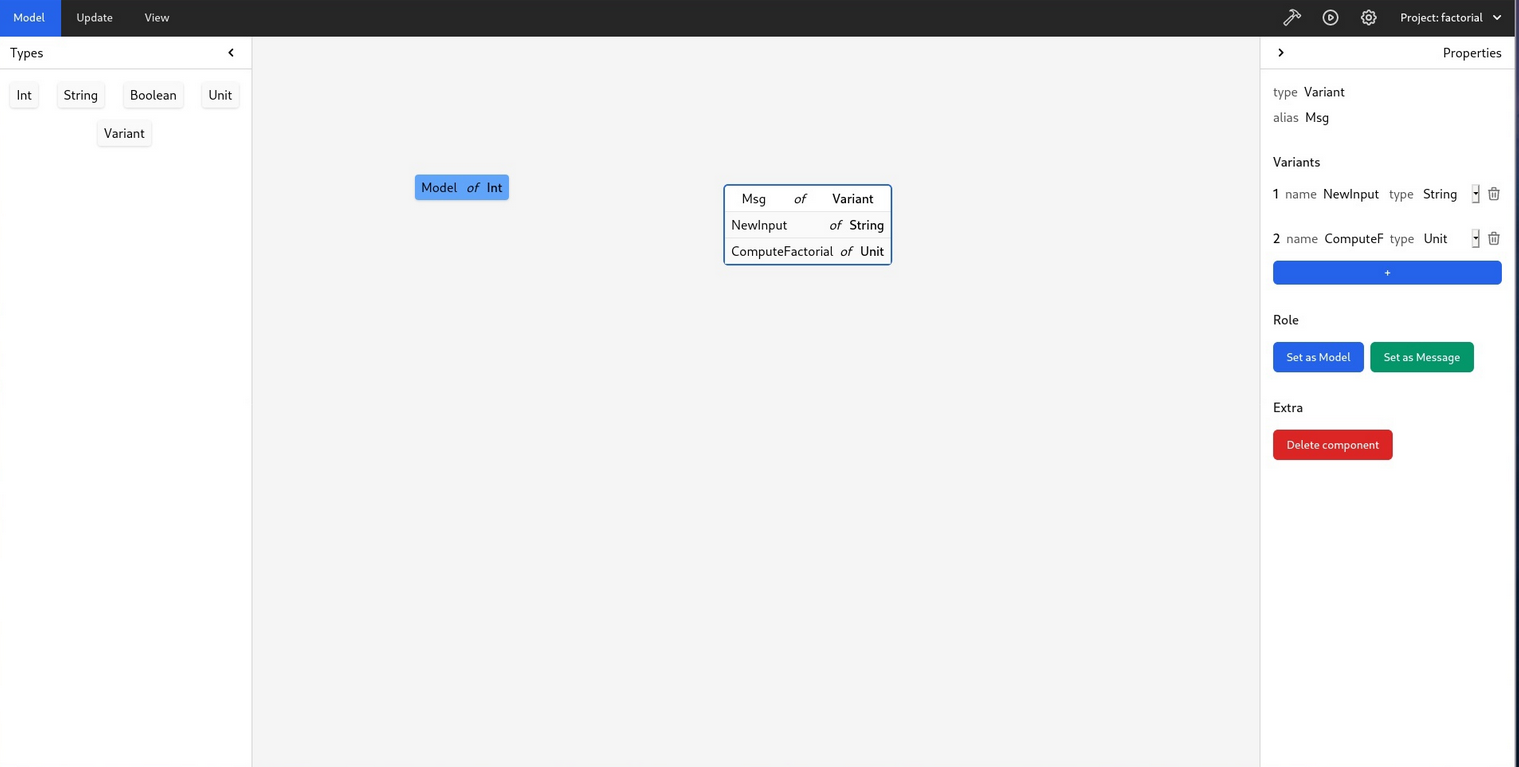 Model Update View Project: factorial
Types
Int String Boolean Unit
Variant
Model of Int
Msg of Variant
NewInput of String
ComputeFactorial of Unit
Properties
type Variant
alias Msg
Variants
1 name NewInput type String
2 name ComputeF type Unit
+
Role
Set as Model Set as Message
Extra
Delete component